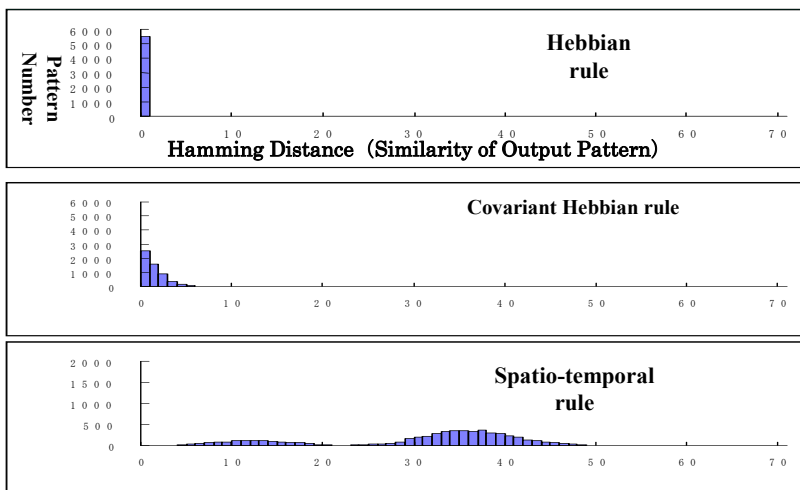 Hebbian
rule
Pattern
Number
6000
5000
4000
3000
2000
1000
0
0 10 20 30 40 50 60 70
Hamming Distance (Similarity of Output Pattern)
Covariant Hebbian rule
6000
5000
4000
3000
2000
1000
0
0 10 20 30 40 50 60 70
Spatio-temporal
rule
2000
1500
1000
500
0
0 10 20 30 40 50 60 70